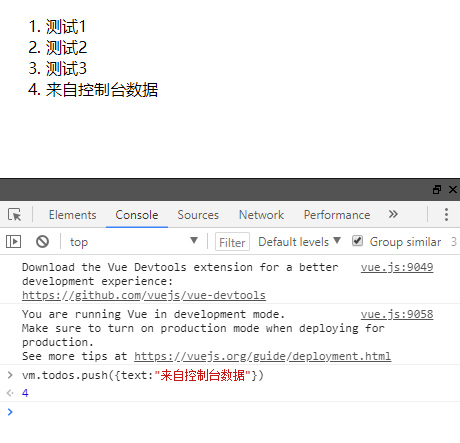 1. 测试1
2. 测试2
3. 测试3
4. 来自控制台数据
Elements Console Sources Network Performance
top Filter Default levels Group similar 3
Download the Vue Devtools extension for a better vue.js:9049
development experience:
https://github.com/vuejs/vue-devtools
You are running Vue in development mode. vue.js:9058
Make sure to turn on production mode when deploying for
production.
See more tips at https://vuejs.org/guide/deployment.html
vm.todos.push({text:"来自控制台数据"})
4